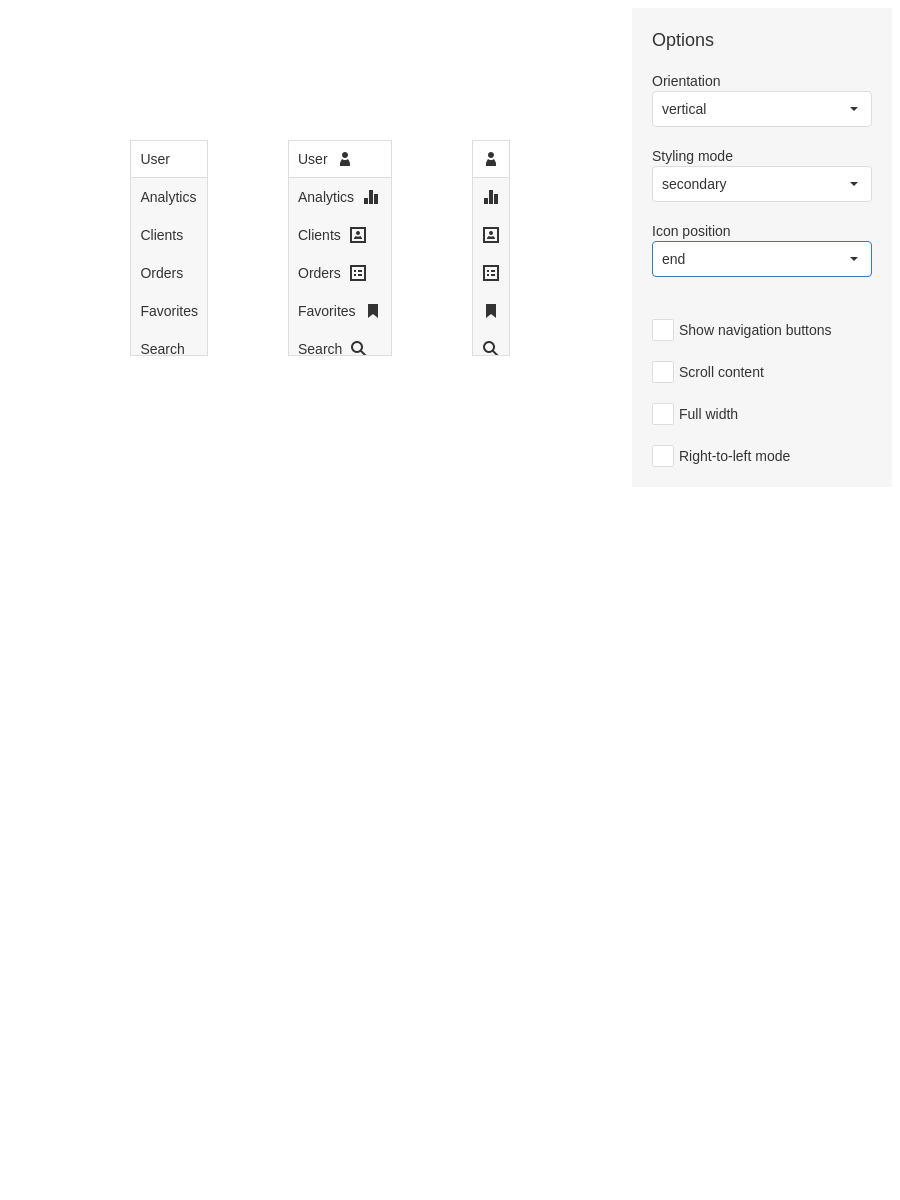 User
Analytics
Clients
Orders
Favorites
Search
User
Analytics
Clients
Orders
Favorites
Search
Options
Orientation
vertical
Styling mode
secondary
Icon position
end
Show navigation buttons
Scroll content
Full width
Right-to-left mode